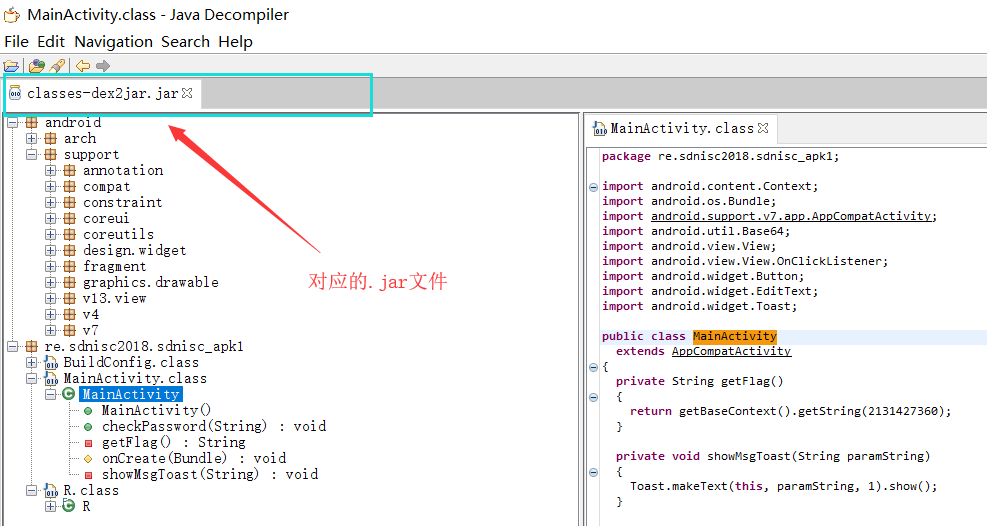 MainActivity.class - Java Decompiler
File Edit Navigation Search Help
classes-dex2jar.jar
android
arch
support
annotation
compat
constraint
coreui
coreutils
design.widget
fragment
graphics.drawable
v13.view
v4
v7
re.sdnisc2018.sdnisc_apk1
BuildConfig.class
MainActivity.class
MainActivity
MainActivity()
checkPassword(String) : void
getFlag() : String
onCreate(Bundle) : void
showMsgToast(String) : void
R.class
R
对应的.jar文件
MainActivity.class
package re.sdnisc2018.sdnisc_apk1;
import android.content.Context;
import android.os.Bundle;
import android.support.v7.app.AppCompatActivity;
import android.util.Base64;
import android.view.View;
import android.view.View.OnClickListener;
import android.widget.Button;
import android.widget.EditText;
import android.widget.Toast;
public class MainActivity
extends AppCompatActivity
{
private String getFlag()
{
return getBaseContext().getString(2131427360);
}
private void showMsgToast(String paramString)
{
Toast.makeText(this, paramString, 1).show();
}